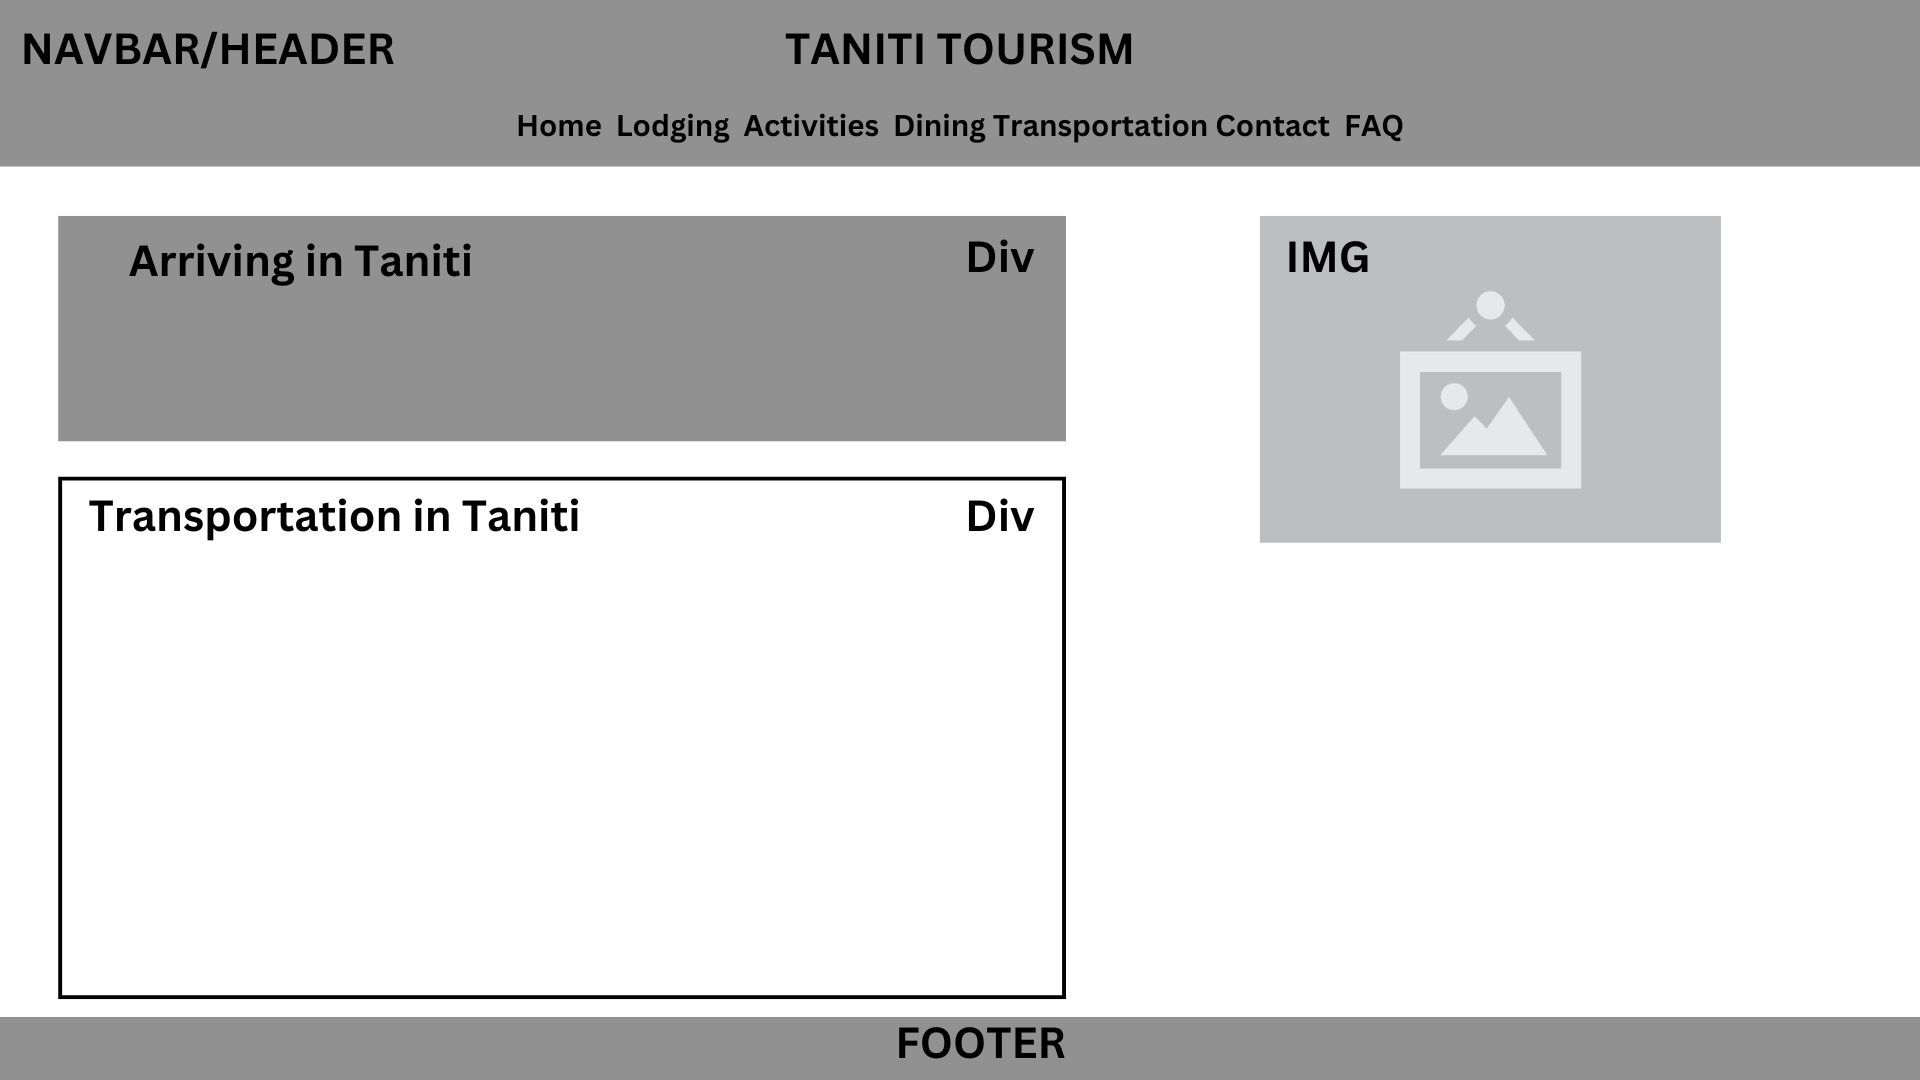 NAVBAR/HEADER
TANITI TOURISM
Home Lodging Activities Dining Transportation Contact FAQ
Arriving in Taniti
Div
IMG
Transportation in Taniti
Div
FOOTER